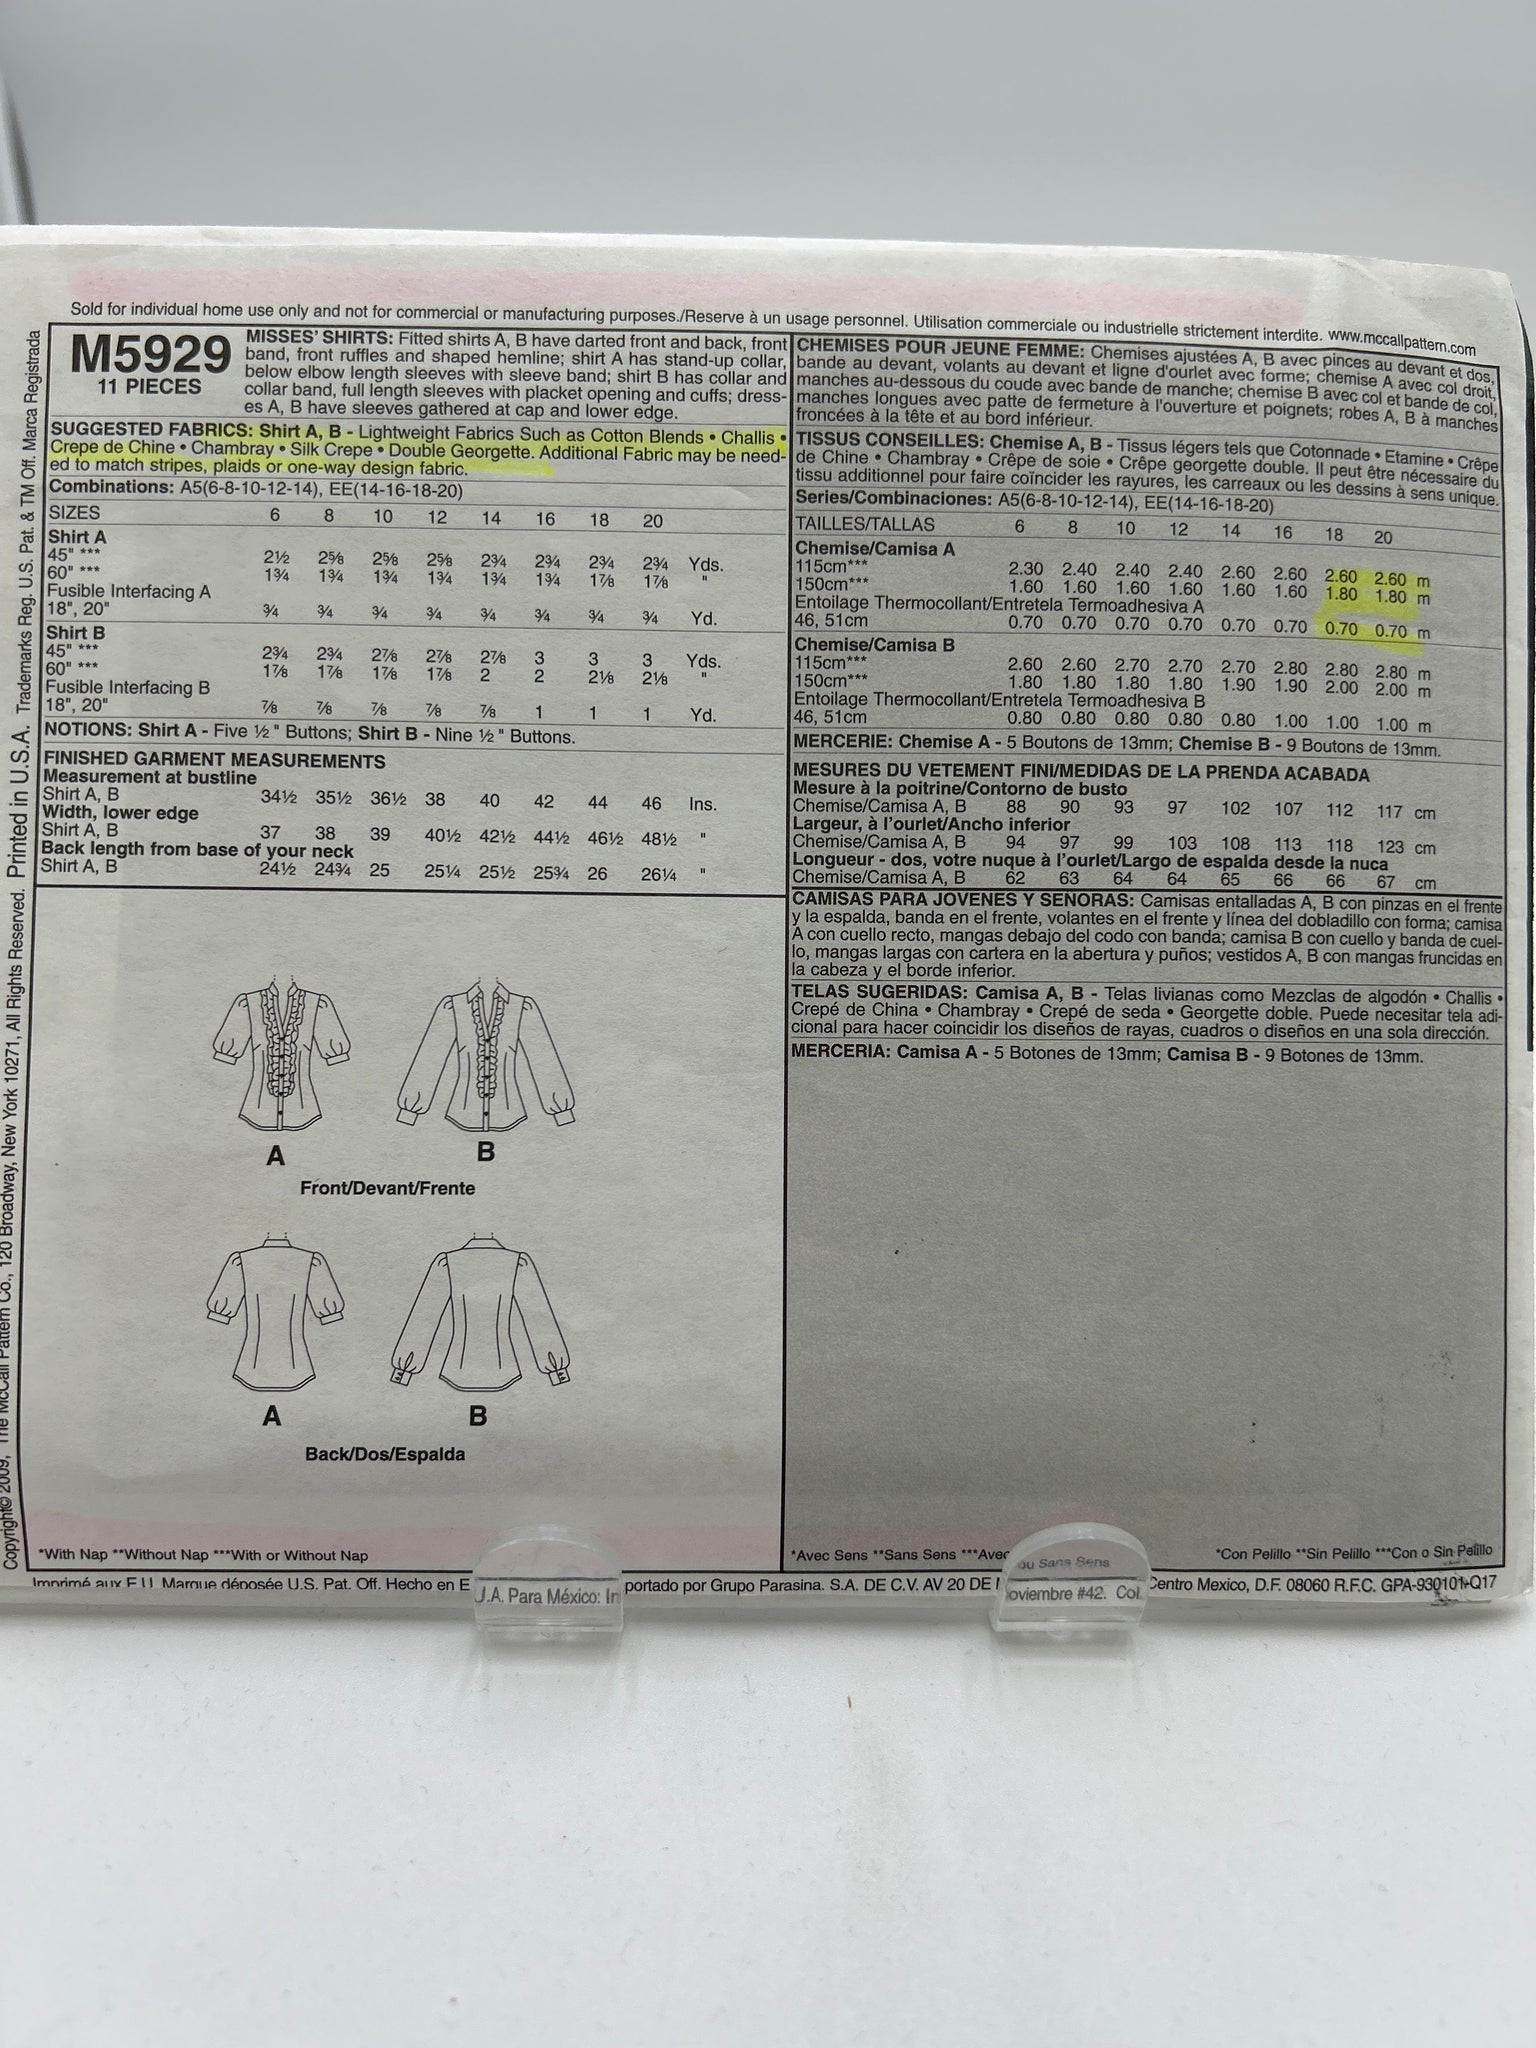 Sold for individual home use only and not for commercial or manufacturing purposes./Reserve à un usage personnel. Utilisation commerciale ou industrielle strictement interdite. www.mccallpattern.com
M5929
11 PIECES
MISSES' SHIRTS: Fitted shirts A, B have darted front and back, front
band, front ruffles and shaped hemline; shirt A has stand-up collar,
below elbow length sleeves with sleeve band; shirt B has collar and
collar band, full length sleeves with placket opening and cuffs; dress-
es A, B have sleeves gathered at cap and lower edge.
SUGGESTED FABRICS: Shirt A, B - Lightweight Fabrics Such as Cotton Blends • Challis •
Crepe de Chine • Chambray • Silk Crepe • Double Georgette. Additional Fabric may be need-
ed to match stripes, plaids or one-way design fabric.
Combinations: A5(6-8-10-12-14), EE(14-16-18-20)
SIZES 6 8 10 12 14 16 18 20
Shirt A
45" *** 2½ 2⅝ 2⅝ 2⅝ 2¾ 2¾ 2¾ 2¾ Yds.
60" *** 1¾ 1¾ 1¾ 1¾ 1¾ 1¾ 1⅞ 1⅞ "
Fusible Interfacing A
18", 20" ¾ ¾ ¾ ¾ ¾ ¾ ¾ ¾ Yd.
Shirt B
45" *** 2¾ 2¾ 2⅞ 2⅞ 2⅞ 3 3 3 Yds.
60" *** 1⅞ 1⅞ 1⅞ 1⅞ 2 2 2⅛ 2⅛ "
Fusible Interfacing B
18", 20" ⅞ ⅞ ⅞ ⅞ ⅞ 1 1 1 Yd.
NOTIONS: Shirt A - Five ½ " Buttons; Shirt B - Nine ½ " Buttons.
FINISHED GARMENT MEASUREMENTS
Measurement at bustline
Shirt A, B 34½ 35½ 36½ 38 40 42 44 46 Ins.
Width, lower edge
Shirt A, B 37 38 39 40½ 42½ 44½ 46½ 48½ "
Back length from base of your neck
Shirt A, B 24½ 24¾ 25 25¼ 25½ 25¾ 26 26¼ "
A B
Front/Devant/Frente
A B
Back/Dos/Espalda
*With Nap **Without Nap ***With or Without Nap
CHEMISES POUR JEUNE FEMME: Chemises ajustées A, B avec pinces au devant et dos,
bande au devant, volants au devant et ligne d'ourlet avec forme; chemise A avec col droit,
manches au-dessous du coude avec bande de manche; chemise B avec col et bande de col,
manches longues avec patte de fermeture à l'ouverture et poignets; robes A, B à manches
froncées à la tête et au bord inférieur.
TISSUS CONSEILLES: Chemise A, B - Tissus légers tels que Cotonnade • Etamine • Crêpe
de Chine • Chambray • Crêpe de soie • Crêpe georgette double. Il peut être nécessaire du
tissu additionnel pour faire coïncider les rayures, les carreaux ou les dessins à sens unique.
Series/Combinaciones: A5(6-8-10-12-14), EE(14-16-18-20)
TAILLES/TALLAS 6 8 10 12 14 16 18 20
Chemise/Camisa A
115cm*** 2.30 2.40 2.40 2.40 2.60 2.60 2.60 2.60 m
150cm*** 1.60 1.60 1.60 1.60 1.60 1.60 1.80 1.80 m
Entoilage Thermocollant/Entretela Termoadhesiva A
46, 51cm 0.70 0.70 0.70 0.70 0.70 0.70 0.70 0.70 m
Chemise/Camisa B
115cm*** 2.60 2.60 2.70 2.70 2.70 2.80 2.80 2.80 m
150cm*** 1.80 1.80 1.80 1.80 1.90 1.90 2.00 2.00 m
Entoilage Thermocollant/Entretela Termoadhesiva B
46, 51cm 0.80 0.80 0.80 0.80 0.80 1.00 1.00 1.00 m
MERCERIE: Chemise A - 5 Boutons de 13mm; Chemise B - 9 Boutons de 13mm.
MESURES DU VETEMENT FINI/MEDIDAS DE LA PRENDA ACABADA
Mesure à la poitrine/Contorno de busto
Chemise/Camisa A, B 88 90 93 97 102 107 112 117 cm
Largeur, à l'ourlet/Ancho inferior
Chemise/Camisa A, B 94 97 99 103 108 113 118 123 cm
Longueur - dos, votre nuque à l'ourlet/Largo de espalda desde la nuca
Chemise/Camisa A, B 62 63 64 64 65 66 66 67 cm
CAMISAS PARA JOVENES Y SEÑORAS: Camisas entalladas A, B con pinzas en el frente
y la espalda, banda en el frente, volantes en el frente y línea del dobladillo con forma; camisa
A con cuello recto, mangas debajo del codo con banda; camisa B con cuello y banda de cuel-
lo, mangas largas con cartera en la abertura y puños; vestidos A, B con mangas fruncidas en
la cabeza y el borde inferior.
TELAS SUGERIDAS: Camisa A, B - Telas livianas como Mezclas de algodón • Challis •
Crepé de China • Chambray • Crepé de seda • Georgette doble. Puede necesitar tela adi-
cional para hacer coincidir los diseños de rayas, cuadros o diseños en una sola dirección.
MERCERIA: Camisa A - 5 Botones de 13mm; Camisa B - 9 Botones de 13mm.
*Avec Sens **Sans Sens ***Avec ou Sans Sens *Con Pelillo **Sin Pelillo ***Con o Sin Pelillo
Imprimé aux E.U. Marque déposée U.S. Pat. Off. Hecho en E.U.A. Para México: Importado por Grupo Parasina. S.A. DE C.V. AV 20 DE Noviembre #42. Col. Centro Mexico, D.F. 08060 R.F.C. GPA-930101-Q17
Copyright© 2009, The McCall Pattern Co., 120 Broadway, New York 10271, All Rights Reserved. Printed in U.S.A. Trademarks Reg. U.S. Pat. & TM Off. Marca Registrada